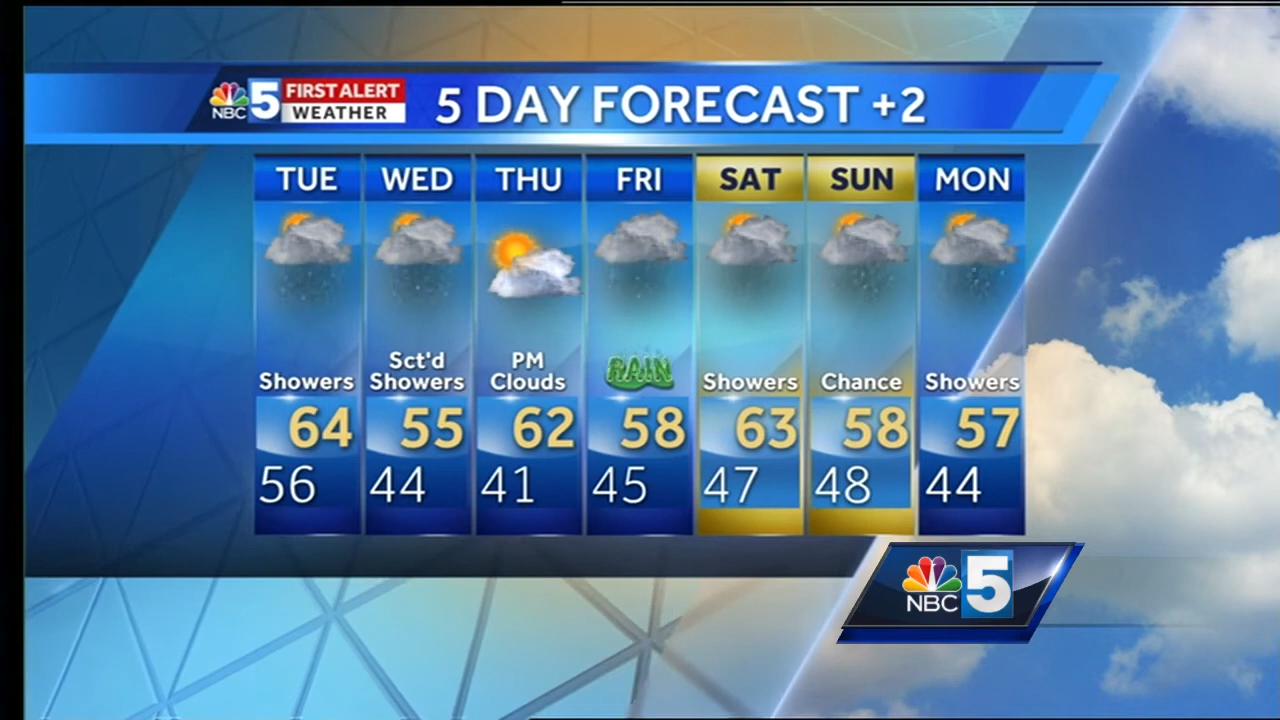 NBC 5 FIRST ALERT WEATHER
5 DAY FORECAST +2
TUE WED THU FRI SAT SUN MON
Showers
Sct'd Showers
PM Clouds
RAIN
Showers
Chance
Showers
64 55 62 58 63 58 57
56 44 41 45 47 48 44
NBC 5